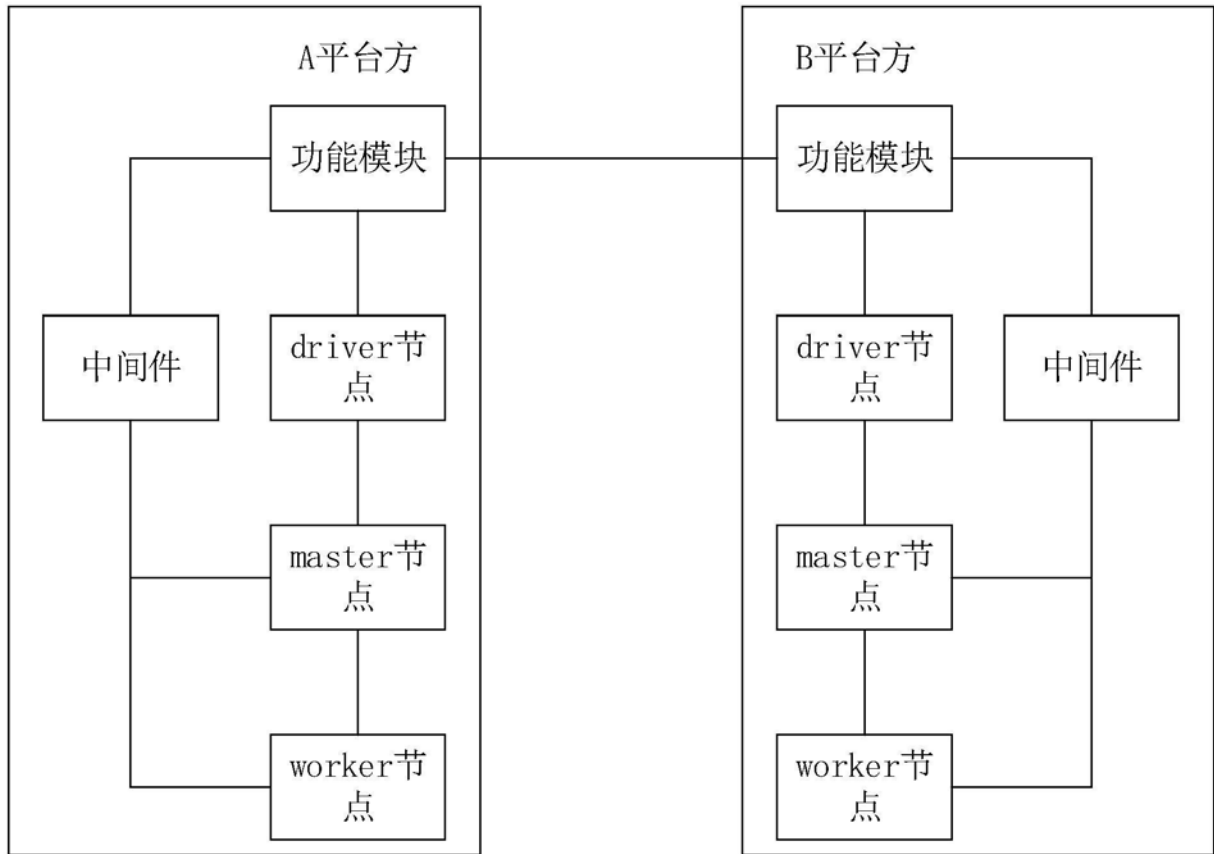 A平台方
功能模块
中间件
driver节
点
master节
点
worker节
点
B平台方
功能模块
driver节
点
中间件
master节
点
worker节
点